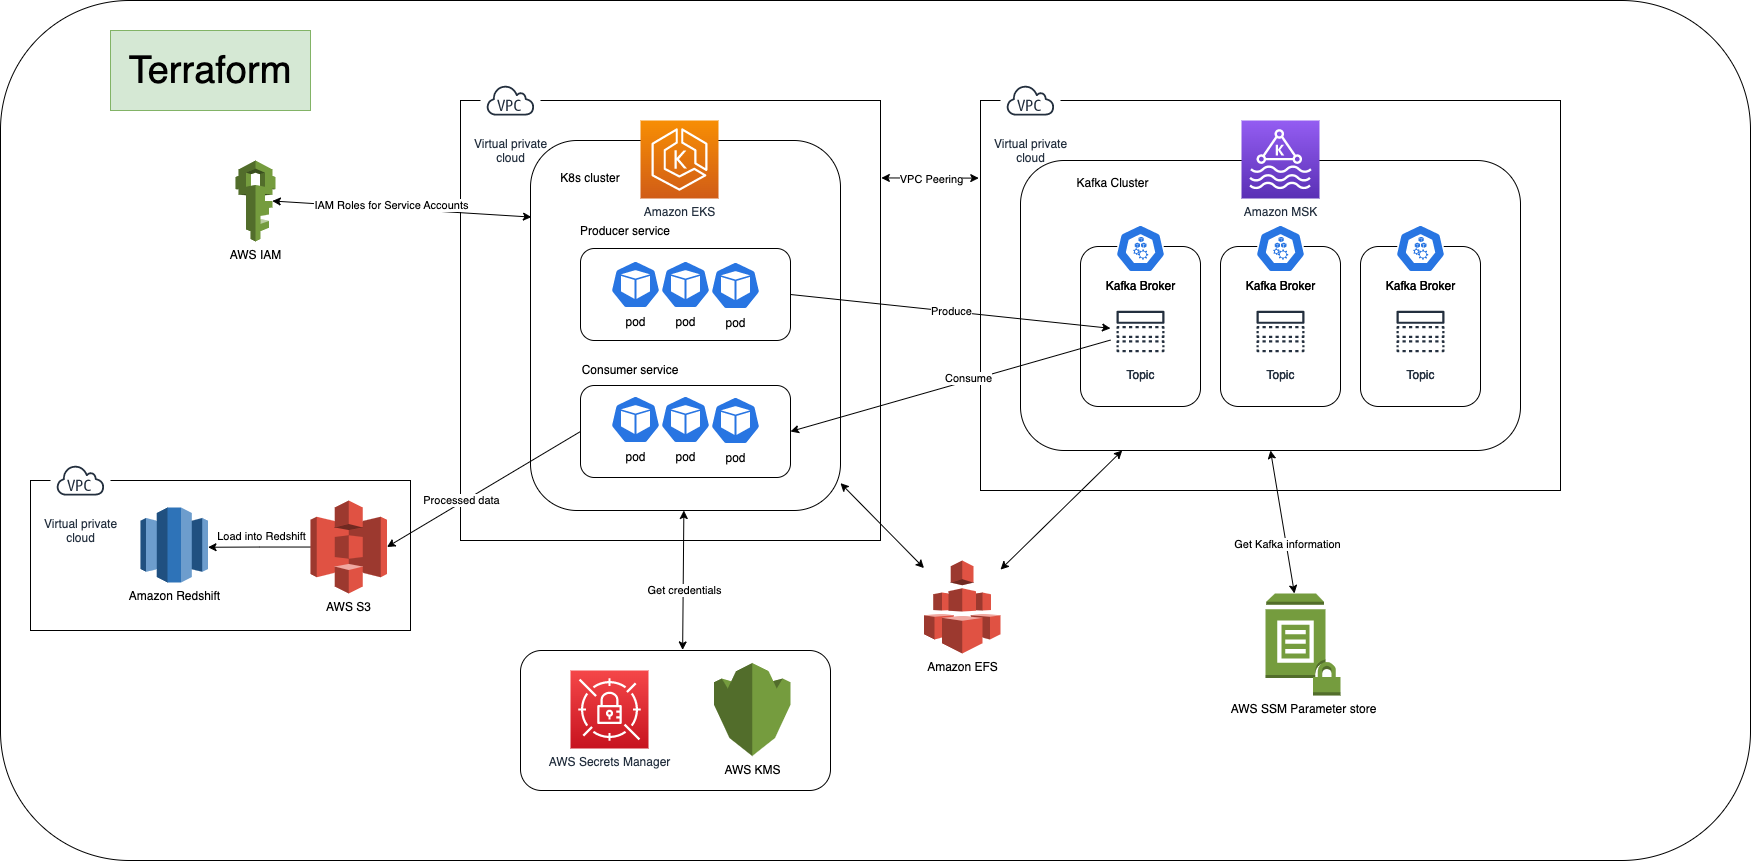 Terraform
VPC
Virtual private
cloud
K8s cluster
Amazon EKS
VPC Peering
VPC
Virtual private
cloud
Kafka Cluster
K
Amazon MSK
K
AWS IAM
IAM Roles for Service Accounts
Producer service
pod
pod
pod
Produce
Kafka Broker
Kafka Broker
Kafka Broker
Topic
Topic
Topic
Consumer service
pod
pod
pod
Consume
Processed data
VPC
Virtual private
cloud
Load into Redshift
Amazon Redshift
AWS S3
Get credentials
Get Kafka information
Amazon EFS
AWS SSM Parameter store
AWS Secrets Manager
AWS KMS